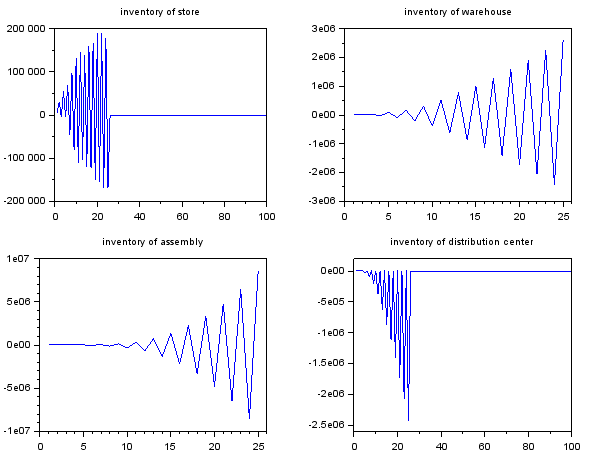 inventory of store
200 000
100 000
0
-100 000
-200 000
0 20 40 60 80 100
inventory of warehouse
3e06
2e06
1e06
0e00
-1e06
-2e06
-3e06
0 5 10 15 20 25
inventory of assembly
1e07
5e06
0e00
-5e06
-1e07
0 5 10 15 20 25
inventory of distribution center
0e00
-5e05
-1e06
-1.5e06
-2e06
-2.5e06
0 20 40 60 80 100